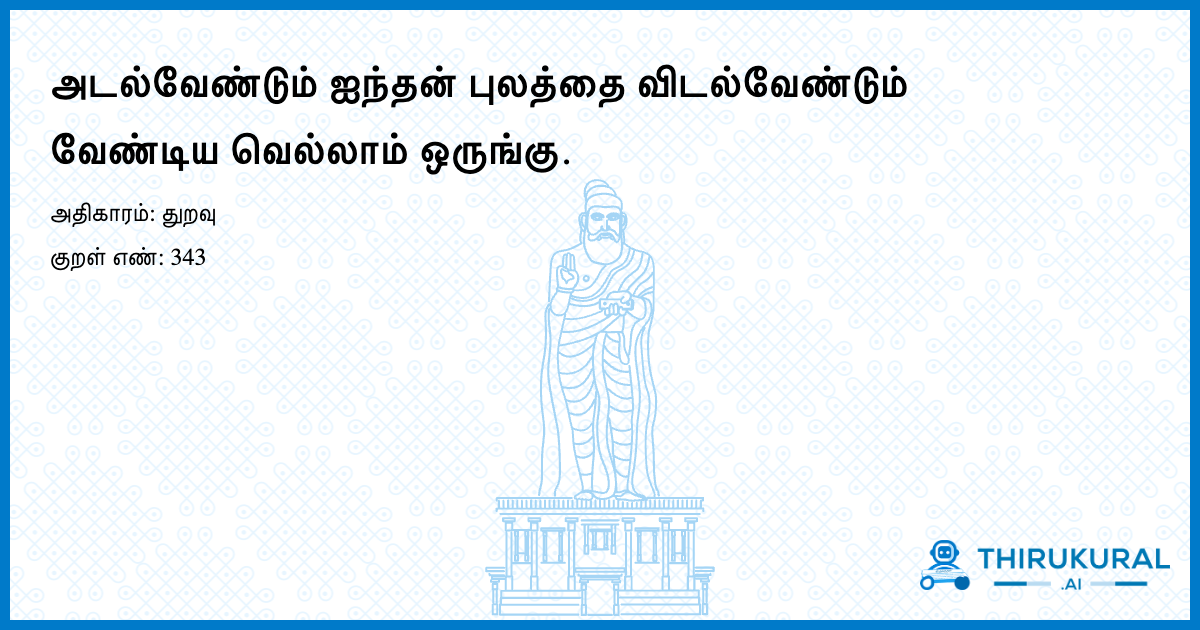 அடல்வேண்டும் ஐந்தன் புலத்தை விடல்வேண்டும்
வேண்டிய வெல்லாம் ஒருங்கு.
அதிகாரம்: துறவு
குறள் எண்: 343
THIRUKURAL
.AI